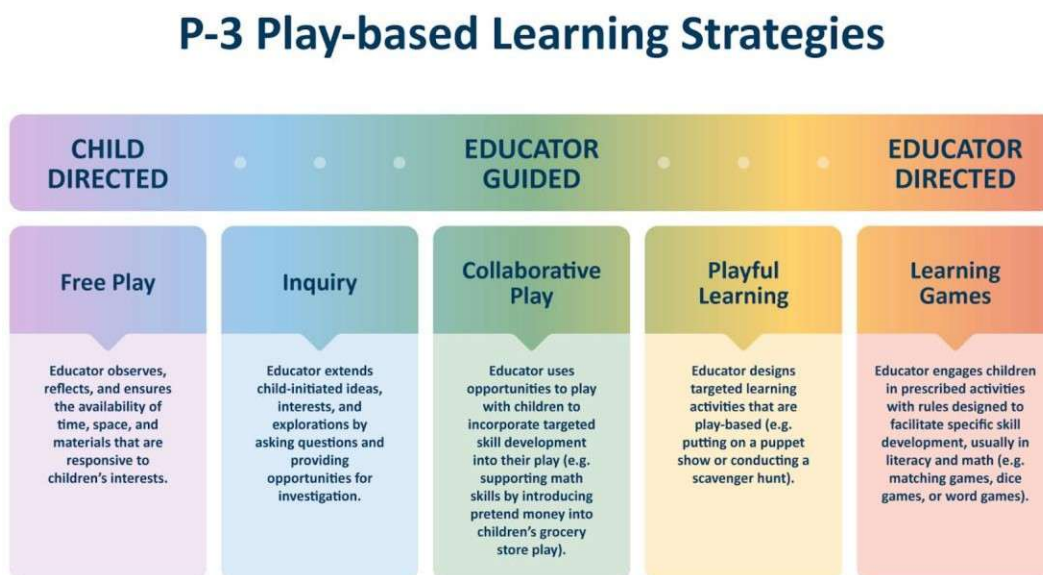 P-3 Play-based Learning Strategies
CHILD
DIRECTED
EDUCATOR
GUIDED
EDUCATOR
DIRECTED
Free Play
Educator observes,
reflects, and ensures
the availability of
time, space, and
materials that are
responsive to
children’s interests.
Inquiry
Educator extends
child-initiated ideas,
interests, and
explorations by
asking questions and
providing
opportunities for
investigation.
Collaborative
Play
Educator uses
opportunities to play
with children to
incorporate targeted
skill development
into their play (e.g.
supporting math
skills by introducing
pretend money into
children’s grocery
store play).
Playful
Learning
Educator designs
targeted learning
activities that are
play-based (e.g.
putting on a puppet
show or conducting a
scavenger hunt).
Learning
Games
Educator engages children
in prescribed activities
with rules designed to
facilitate specific skill
development, usually in
literacy and math (e.g.
matching games, dice
games, or word games).